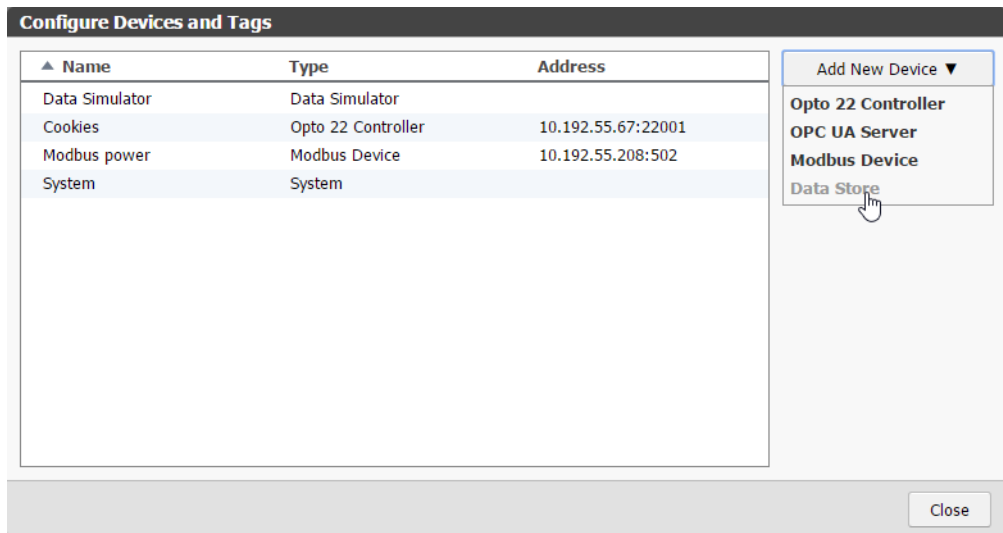 Configure Devices and Tags
▲ Name Type Address
Data Simulator Data Simulator
Cookies Opto 22 Controller 10.192.55.67:22001
Modbus power Modbus Device 10.192.55.208:502
System System
Add New Device ▼
Opto 22 Controller
OPC UA Server
Modbus Device
Data Store
Close